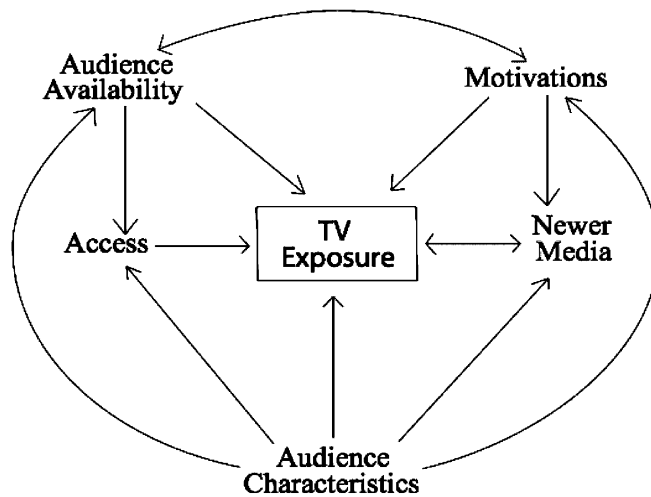 Audience
Availability
Motivations
Access
TV
Exposure
Newer
Media
Audience
Characteristics